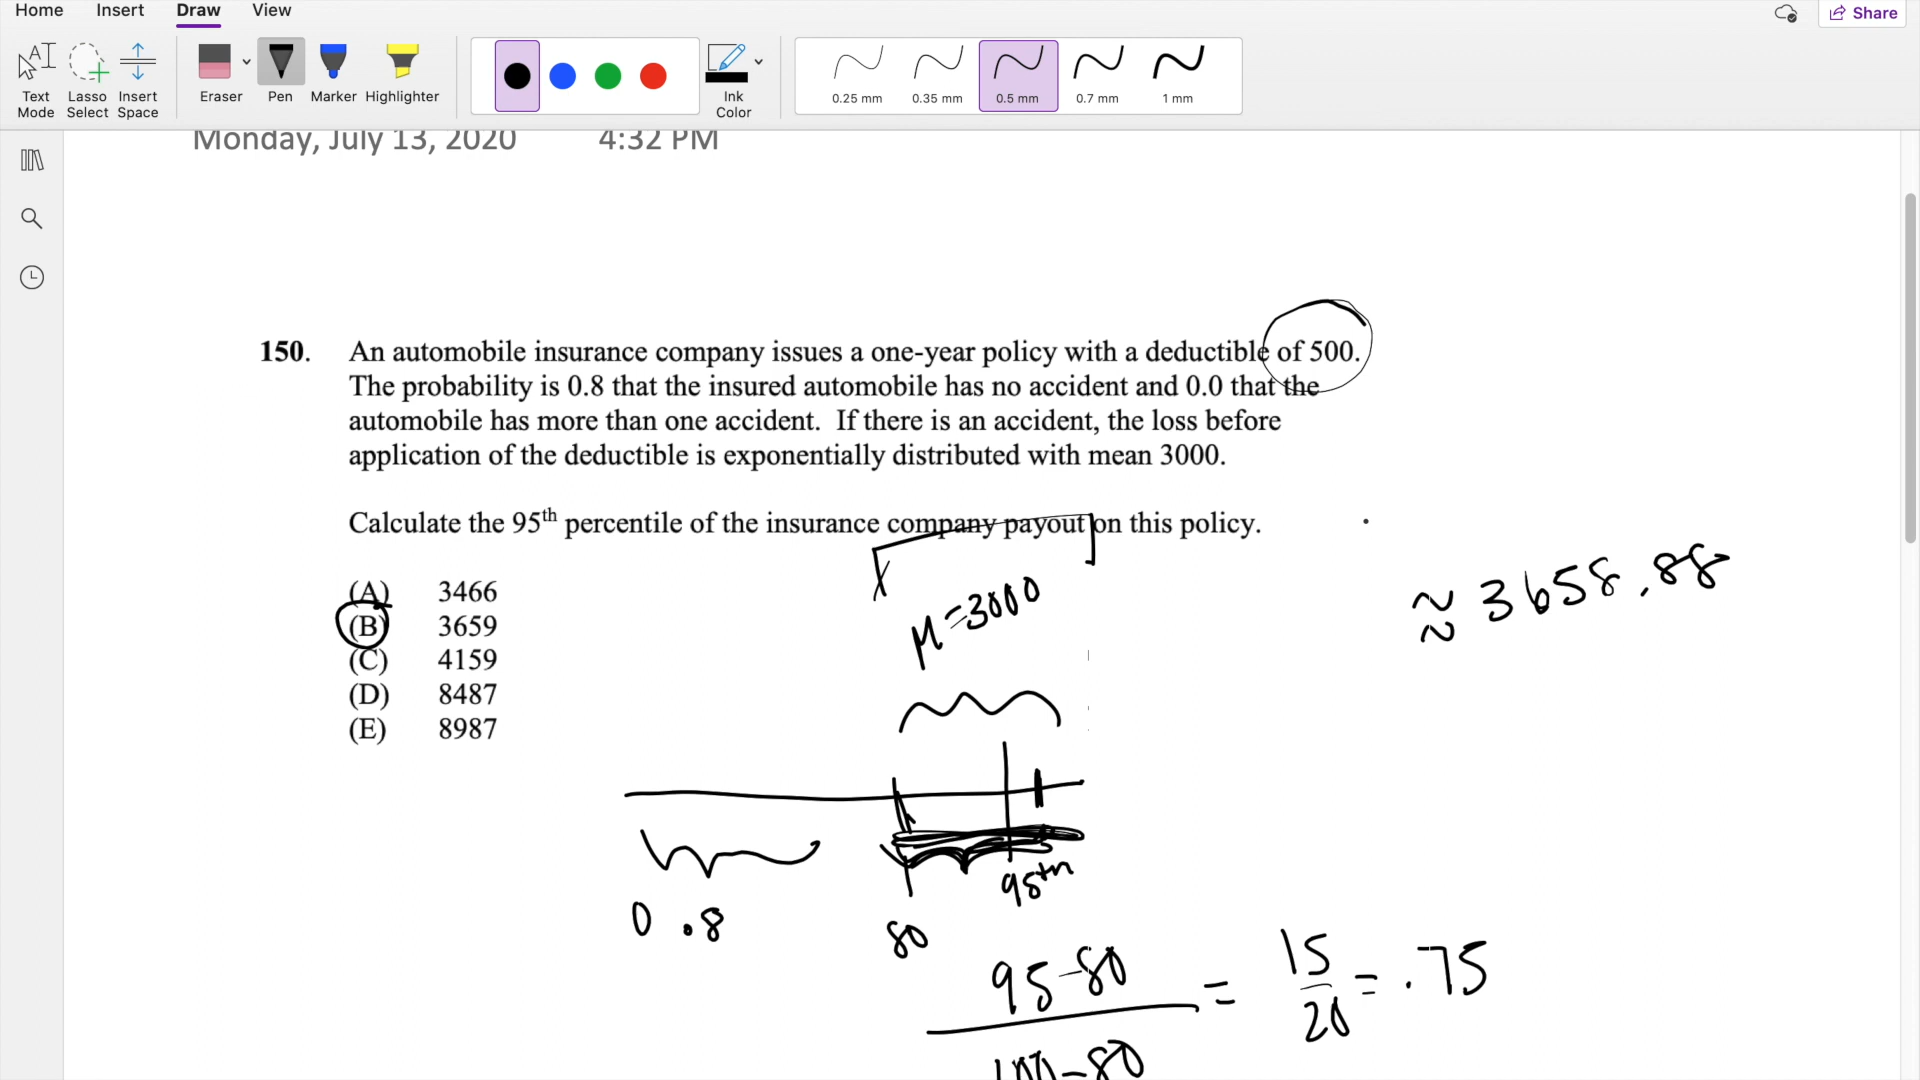 Home Insert Draw View Share
Text Mode Lasso Select Insert Space Eraser Pen Marker Highlighter Ink Color 0.25 mm 0.35 mm 0.5 mm 0.7 mm 1 mm
Monday, July 13, 2020 4:32 PM
150. An automobile insurance company issues a one-year policy with a deductible of 500.
The probability is 0.8 that the insured automobile has no accident and 0.0 that the
automobile has more than one accident. If there is an accident, the loss before
application of the deductible is exponentially distributed with mean 3000.
Calculate the 95th percentile of the insurance company payout on this policy.
(A) 3466
(B) 3659
(C) 4159
(D) 8487
(E) 8987
μ=3000
≈ 3658.88
95th
0 .8
80
95-80
= 15/20 = .75
100-80